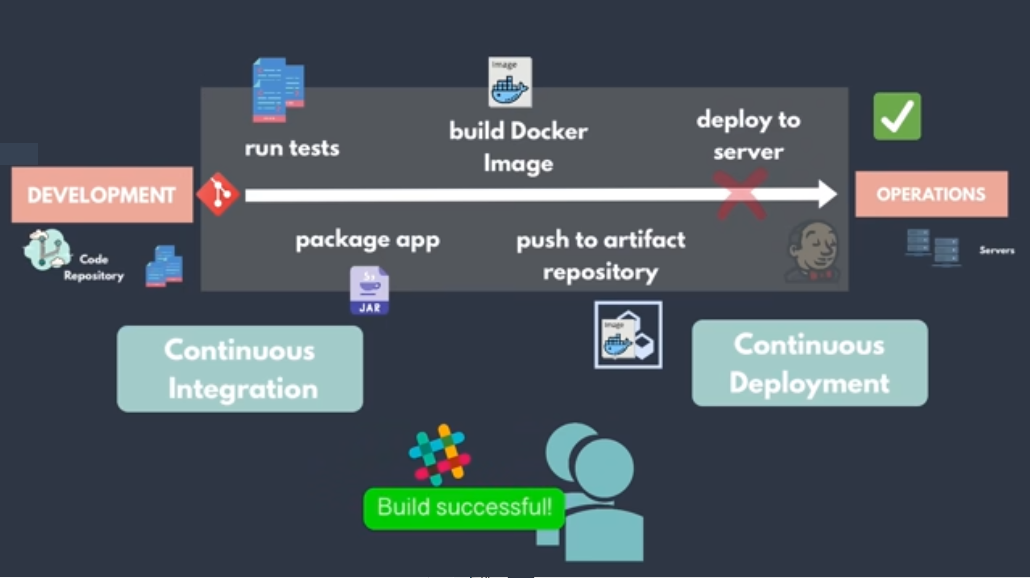 Image
build Docker
Image
deploy to
server
run tests
DEVELOPMENT
OPERATIONS
package app
push to artifact
repository
Code
Repository
Servers
JAR
Image
Continuous
Integration
Continuous
Deployment
Build successful!